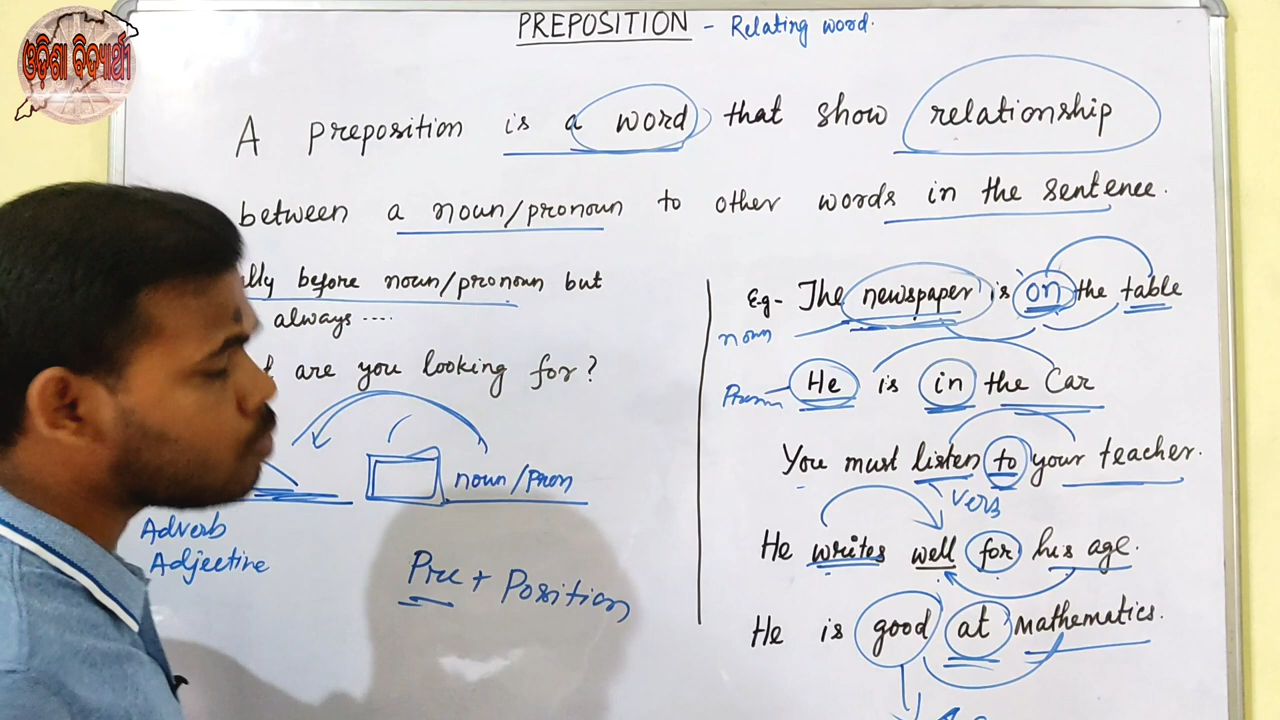 ଓଡ଼ିଶା ବିଦ୍ୟାର୍ଥୀ
PREPOSITION - Relating word.
A preposition is a word that show relationship
between a noun/pronoun to other words in the sentence.
before noun/pronoun but
always ....
are you looking for?
noun/Pron
Adverb
Adjective
Pre + Position
E.g- The newspaper is on the table
noun
He is in the Car
You must listen to your teacher.
Verb
He writes well for his age.
He is good at Mathematics.